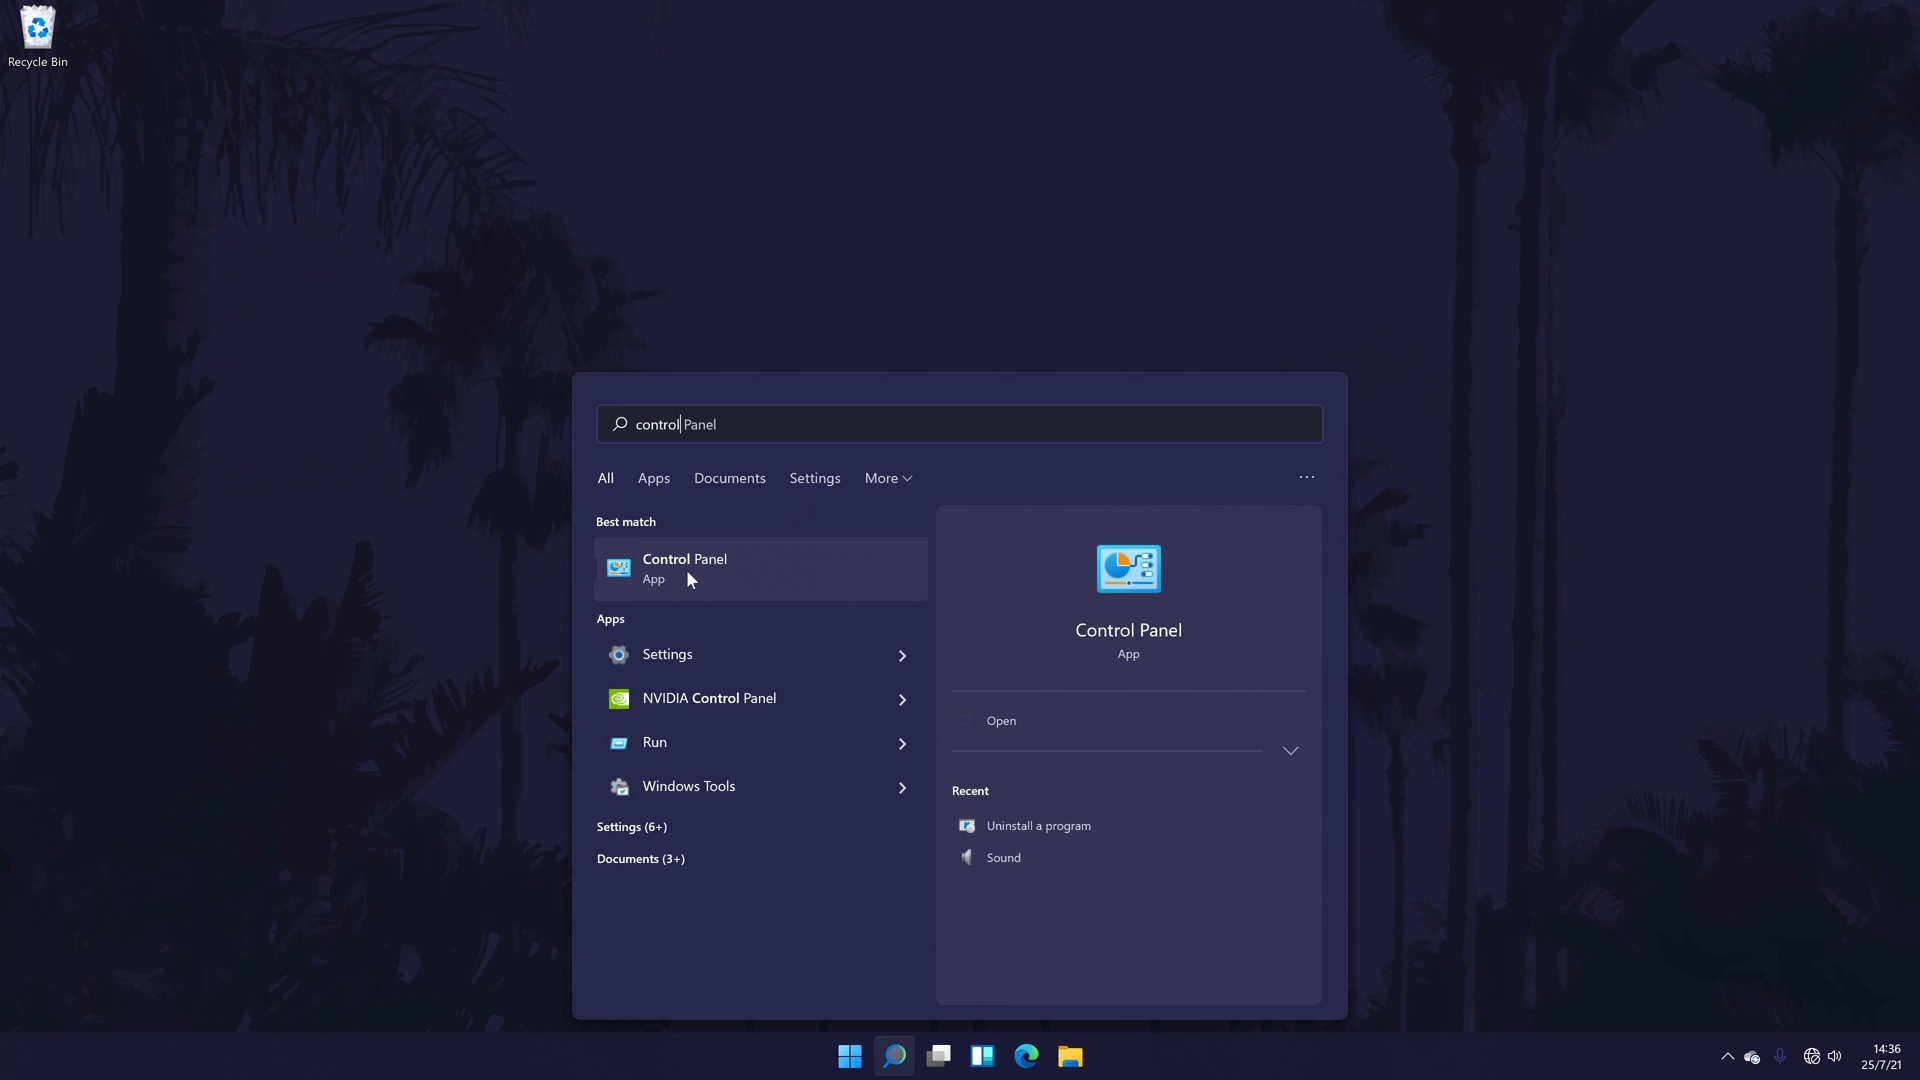 Recycle Bin
control Panel
All Apps Documents Settings More ...
Best match
Control Panel
App
Apps
Settings
NVIDIA Control Panel
Run
Windows Tools
Settings (6+)
Documents (3+)
Control Panel
App
Open
Recent
Uninstall a program
Sound
14:36
25/7/21